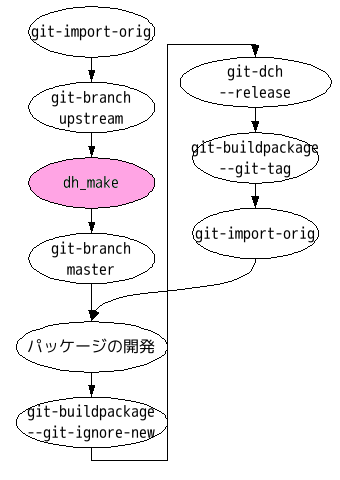 git-import-orig
git-branch
upstream
dh_make
git-branch
master
パッケージの開発
git-buildpackage
--git-ignore-new
git-dch
--release
git-buildpackage
--git-tag
git-import-orig